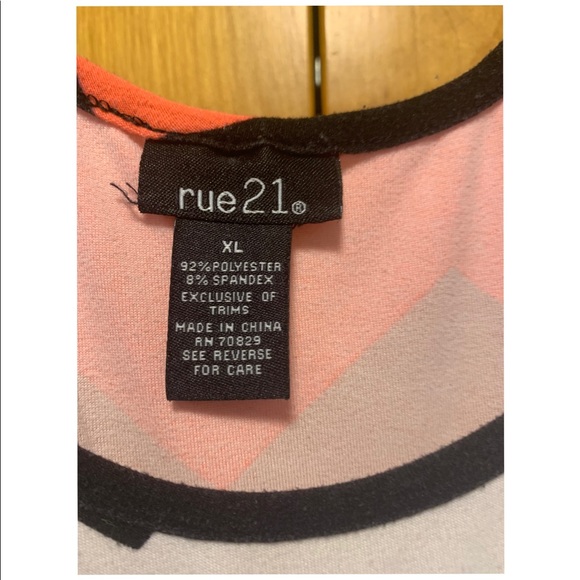 rue21®
XL
92%POLYESTER
8% SPANDEX
EXCLUSIVE OF
TRIMS
MADE IN CHINA
RN 70829
SEE REVERSE
FOR CARE